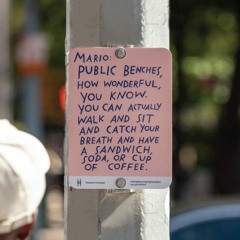 MARIO:
PUBLIC BENCHES,
HOW WONDERFUL,
YOU KNOW.
YOU CAN ACTUALLY
WALK AND SIT
AND CATCH YOUR
BREATH AND HAVE
A SANDWICH,
SODA, OR CUP
OF COFFEE.
H